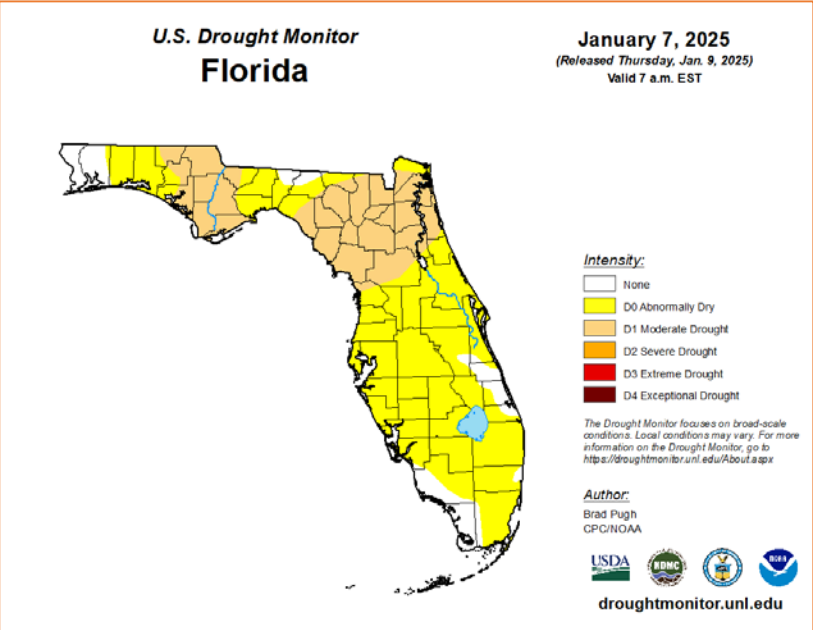 U.S. Drought Monitor
Florida
January 7, 2025
(Released Thursday, Jan. 9, 2025)
Valid 7 a.m. EST
Intensity:
None
D0 Abnormally Dry
D1 Moderate Drought
D2 Severe Drought
D3 Extreme Drought
D4 Exceptional Drought
The Drought Monitor focuses on broad-scale
conditions. Local conditions may vary. For more
information on the Drought Monitor, go to
https://droughtmonitor.unl.edu/About.aspx
Author:
Brad Pugh
CPC/NOAA
USDA
NDMC
NOAA
droughtmonitor.unl.edu